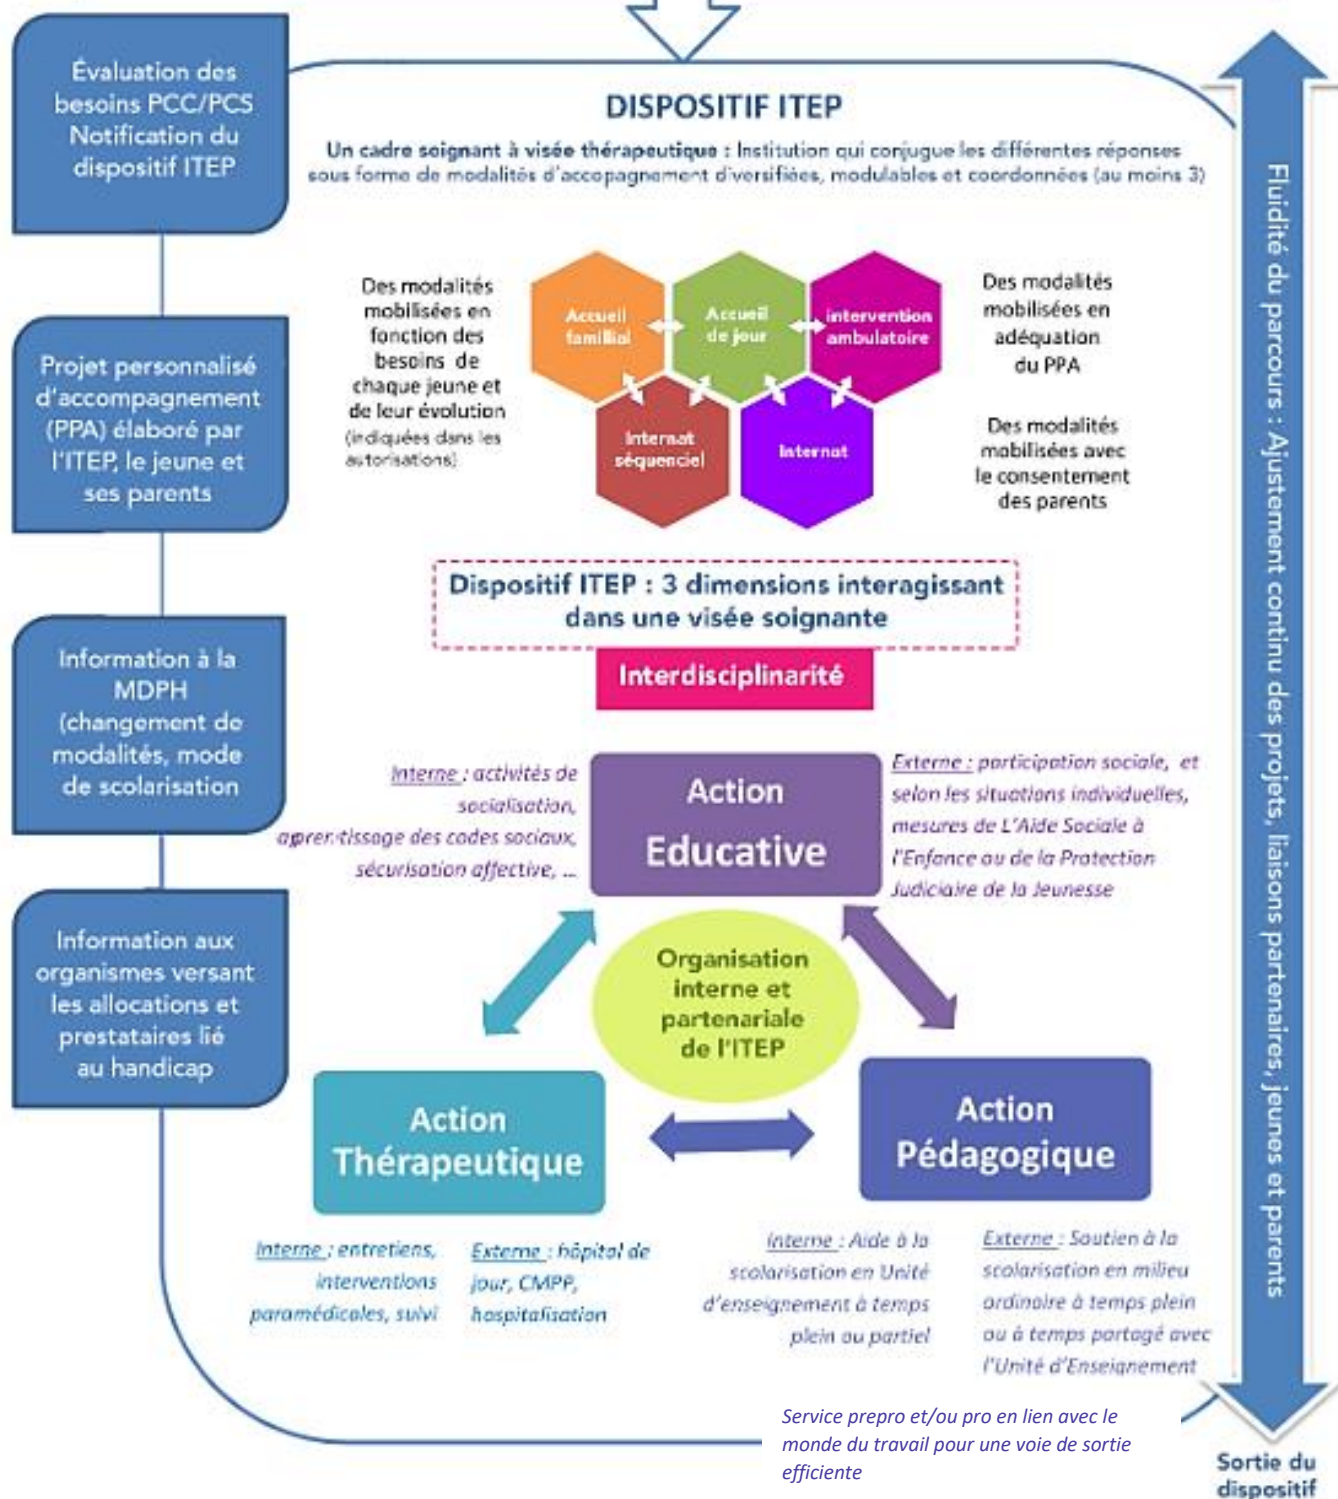 Évaluation des
besoins PCC/PCS
Notification du
dispositif ITEP
Projet personnalisé
d'accompagnement
(PPA) élaboré par
l'ITEP, le jeune et
ses parents
Information à la
MDPH
(changement de
modalités, mode
de scolarisation
Information aux
organismes versant
les allocations et
prestataires lié
au handicap
DISPOSITIF ITEP
Un cadre soignant à visée thérapeutique : Institution qui conjugue les différentes réponses
sous forme de modalités d'accopagnement diversifiées, modulables et coordonnées (au moins 3)
Des modalités
mobilisées en
fonction des
besoins de
chaque jeune et
de leur évolution
(indiquées dans les
autorisations)
Accueil
famillial
Accueil
de jour
intervention
ambulatoire
Internat
séquenciel
Internat
Des modalités
mobilisées en
adéquation
du PPA
Des modalités
mobilisées avec
le consentement
des parents
Dispositif ITEP : 3 dimensions interagissant
dans une visée soignante
Interdisciplinarité
Interne : activités de
socialisation,
apprentissage des codes sociaux,
sécurisation affective, ...
Action
Educative
Externe : participation sociale, et
selon les situations individuelles,
mesures de L'Aide Sociale à
l'Enfance ou de la Protection
Judiciaire de la Jeunesse
Organisation
interne et
partenariale
de l'ITEP
Action
Thérapeutique
Action
Pédagogique
Interne : entretiens,
interventions
paramédicales, suivi
Externe : hôpital de
jour, CMPP,
hospitalisation
Interne : Aide à la
scolarisation en Unité
d'enseignement à temps
plein ou partiel
Externe : Soutien à la
scolarisation en milieu
ordinaire à temps plein
ou à temps partagé avec
l'Unité d'Enseignement
Service prepro et/ou pro en lien avec le
monde du travail pour une voie de sortie
efficiente
Fluidité du parcours : Ajustement continu des projets, liaisons partenaires, jeunes et parents
Sortie du
dispositif